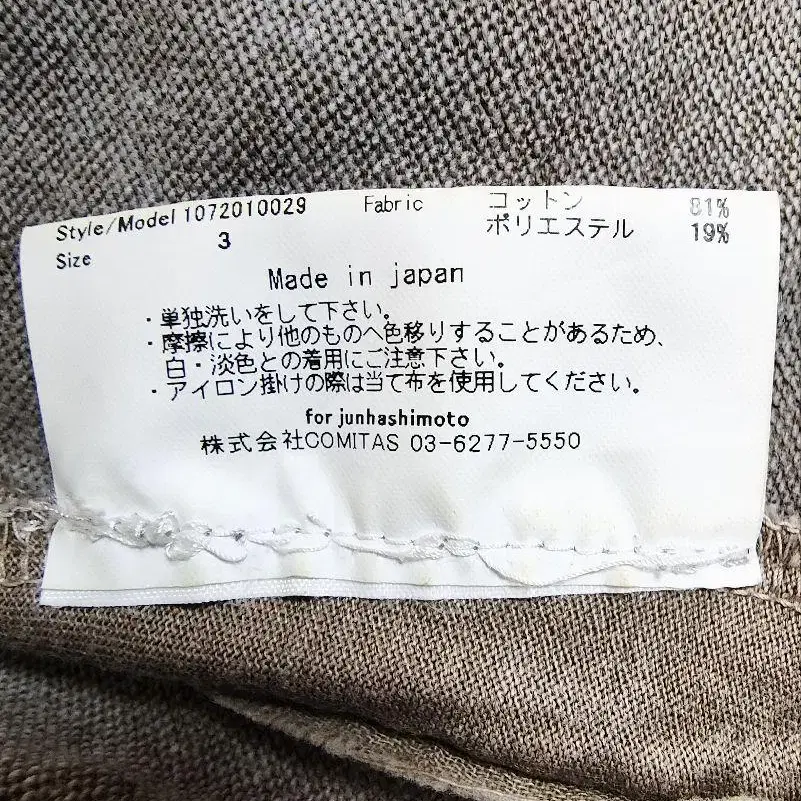 Style/Model 1072010029 Fabric コットン 81%
Size 3 ポリエステル 19%
Made in japan
・単独洗いをして下さい。
・摩擦により他のものへ色移りすることがあるため、
白・淡色との着用にご注意下さい。
・アイロン掛けの際は当て布を使用してください。
for junhashimoto
株式会社COMITAS 03-6277-5550